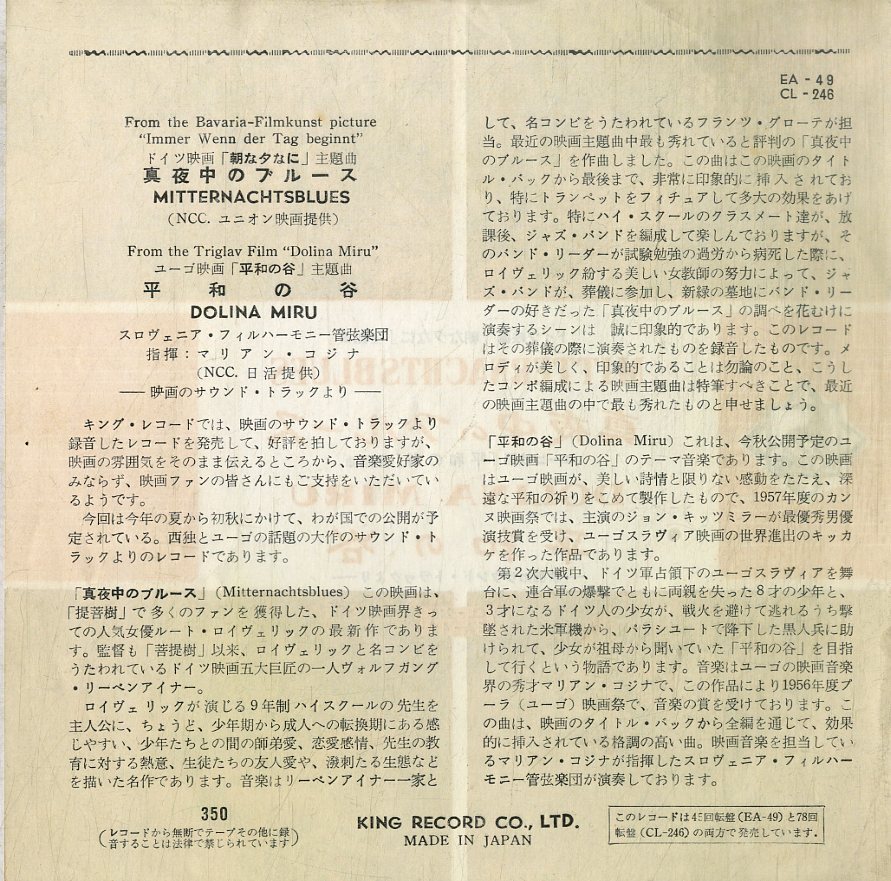 EA - 49
CL - 246
From the Bavaria-Filmkunst picture
“Immer Wenn der Tag beginnt”
ドイツ映画「朝な夕なに」主題曲
真夜中のブルース
MITTERNACHTSBLUES
(NCC. ユニオン映画提供)
From the Triglav Film “Dolina Miru”
ユーゴ映画「平和の谷」主題曲
平和の谷
DOLINA MIRU
スロヴェニア・フィルハーモニー管弦楽団
指揮：マリアン・コジナ
(NCC. 日活提供)
── 映画のサウンド・トラックより ──
キング・レコードでは、映画のサウンド・トラックより
録音したレコードを発売して、好評を拍しておりますが、
映画の雰囲気をそのまま伝えるところから、音楽愛好家の
みならず、映画ファンの皆さんにもご支持をいただいてい
るようです。
今回は今年の夏から初秋にかけて、わが国での公開が予
定されている。西独とユーゴの話題の大作のサウンド・ト
ラックよりのレコードであります。
「真夜中のブルース」(Mitternachtsblues) この映画は、
「提菩樹」で多くのファンを獲得した、ドイツ映画界きっ
ての人気女優ルート・ロイヴェリックの最新作でありま
す。監督も「菩提樹」以来、ロイヴェリックと名コンビを
うたわれているドイツ映画五大巨匠の一人ヴォルフガング
・リーベンアイナー。
ロイヴェリックが演じる９年制ハイスクールの先生を
主人公に、ちょうど、少年期から成人への転換期にある感
じやすい、少年たちとの間の師弟愛、恋愛感情、先生の教
育に対する熱意、生徒たちの友人愛や、潑刺たる生態など
を描いた名作であります。音楽はリーベンアイナー一家と
して、名コンビをうたわれているフランツ・グローテが担
当。最近の映画主題曲中最も秀れていると評判の「真夜中
のブルース」を作曲しました。この曲はこの映画のタイト
ル・バックから最後まで、非常に印象的に挿入されてお
り、特にトランペットをフィチュアして多大の効果をあげ
ております。特にハイ・スクールのクラスメート達が、放
課後、ジャズ・バンドを編成して楽しんでおりますが、そ
のバンド・リーダーが試験勉強の過労から病死した際に、
ロイヴェリック扮する美しい女教師の努力によって、ジャ
ズ・バンドが、葬儀に参加し、新緑の墓地にバンド・リー
ダーの好きだった「真夜中のブルース」の調べを花むけに
演奏するシーンは 誠に印象的であります。このレコード
はその葬儀の際に演奏されたものを録音したものです。メ
ロディが美しく、印象的であることは勿論のこと、こうし
たコンボ編成による映画主題曲は特筆すべきことで、最近
の映画主題曲の中で最も秀れたものと申せましょう。
「平和の谷」(Dolina Miru) これは、今秋公開予定のユ
ーゴ映画「平和の谷」のテーマ音楽であります。この映画
はユーゴ映画が、美しい詩情と限りない感動をたたえ、深
遠な平和の祈りをこめて製作したもので、1957年度のカン
ヌ映画祭では、主演のジョン・キッツミラーが最優秀男優
演技賞を受け、ユーゴスラヴィア映画の世界進出のキッカ
ケを作った作品であります。
第２次大戦中、ドイツ軍占領下のユーゴスラヴィアを舞
台に、連合軍の爆撃でともに両親を失った８才の少年と、
３才になるドイツ人の少女が、戦火を避けて逃れるうち撃
墜された米軍機から、パラシュートで降下した黒人兵に助
けられて、少女が祖母から聞いていた「平和の谷」を目指
して行くという物語であります。音楽はユーゴの映画音楽
界の秀才マリアン・コジナで、この作品により1956年度プ
ーラ（ユーゴ）映画祭で、音楽の賞を受けております。こ
の曲は、映画のタイトル・バックから全編を通じて、効果
的に挿入されている格調の高い曲。映画音楽を担当してい
るマリアン・コジナが指揮したスロヴェニア・フィルハー
モニー管弦楽団が演奏しております。
350
(レコードから無断でテープその他に録
音することは法律で禁じられています)
KING RECORD CO., LTD.
MADE IN JAPAN
このレコードは45回転盤(EA-49)と78回
転盤(CL-246)の両方で発売しています.